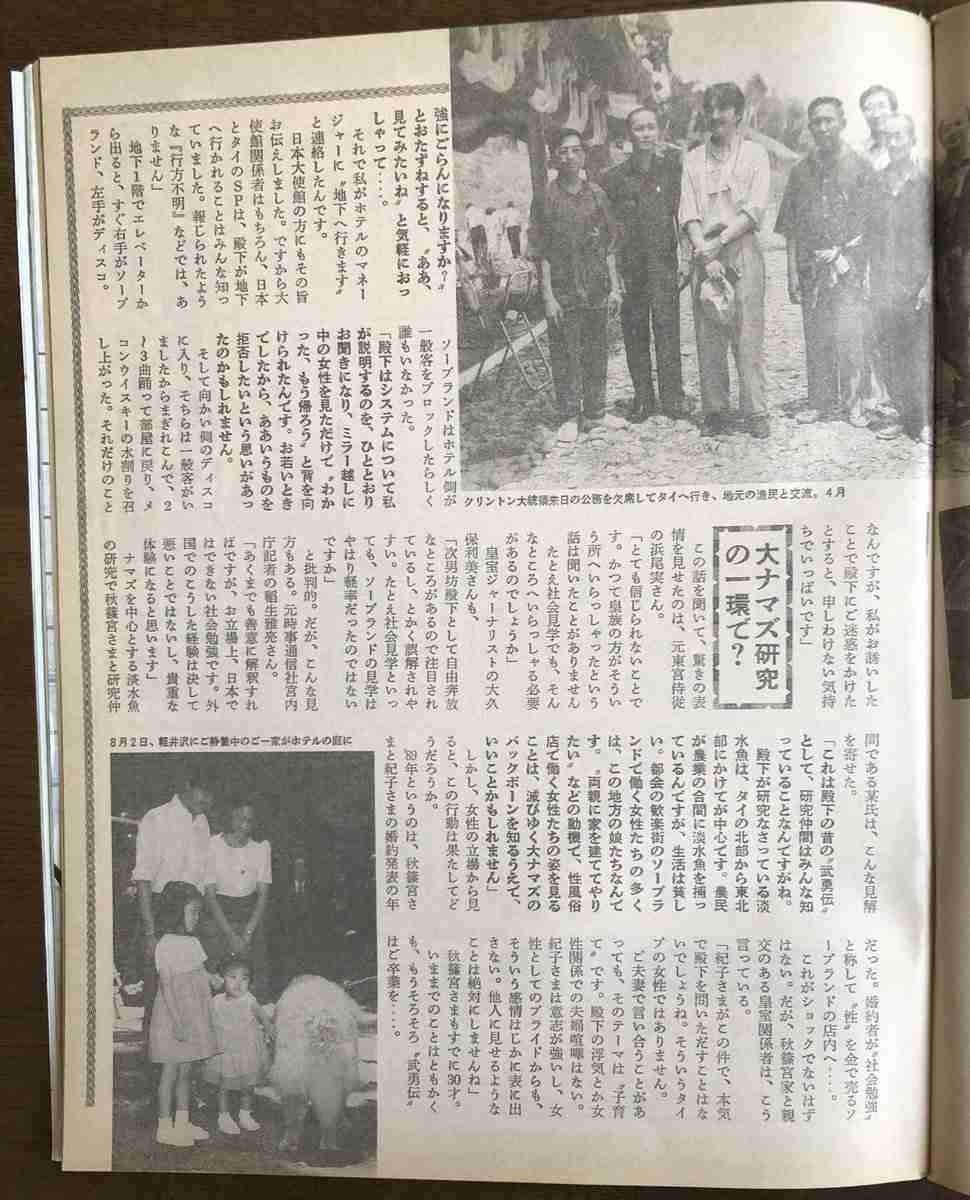 強にごらんになりますか？〟
とおたずねすると、〝ああ、
見てみたいね〟と気軽におっ
しゃって‥‥。
それで私がホテルのマネー
ジャーに〝地下へ行きます〟
と連絡したんです。
日本大使館の方にもその旨
お伝えしました。ですから大
使館関係者はもちろん、日本
とタイのＳＰは、殿下が地下
へ行かれることはみんな知っ
ていました。報じられたよう
な『行方不明』などでは、あ
りません」
地下１階でエレベーターか
ら出ると、すぐ右手がソープ
ランド、左手がディスコ。
ソープランドはホテル側が
一般客をブロックしたらしく
誰もいなかった。
「殿下はシステムについて私
が説明するのを、ひととおり
お聞きになり、ミラー越しに
中の女性を見ただけで〝わか
った、もう帰ろう〟と背を向
けられたんです。お若いとき
でしたから、ああいうものを
拒否したいという思いがあっ
たのかもしれません。
そして向かい側のディスコ
に入り、そちらは一般客がい
ましたからまぎれこんで、２
〜３曲踊って部屋に戻り、メ
コンウイスキーの水割りを召
し上がった。それだけのこと
クリントン大統領来日の公務を欠席してタイへ行き、地元の漁民と交流。４月
なんですが、私がお誘いした
ことで殿下にご迷惑をかけた
とすると、申しわけない気持
ちでいっぱいです」
大ナマズ研究
の一環で？
この話を聞いて、驚きの表
情を見せたのは、元東宮侍従
の浜尾実さん。
「とても信じられないことで
す。かつて皇族の方がそうい
う所へいらっしゃったという
話は聞いたことがありません
たとえ社会見学でも、そん
なところへいらっしゃる必要
があるのでしょうか」
皇室ジャーナリストの大久
保利美さんも、
「次男坊殿下として自由奔放
なところがあるので注目され
ているし、とかく誤解されや
すい。たとえ社会見学といっ
ても、ソープランドの見学は
やはり軽率だったのではない
ですか」
と批判的。だが、こんな見
方もある。元時事通信社宮内
庁記者の稲生雅亮さん。
「あくまでも善意に解釈すれ
ばですが、お立場上、日本で
はできない社会勉強です。外
国でのこうした経験は決して
悪いことではないし、貴重な
体験になると思います」
ナマズを中心とする淡水魚
の研究で秋篠宮さまと研究仲
８月２日、軽井沢にご静養中のご一家がホテルの庭に
間である某氏は、こんな見解
を寄せた。
「これは殿下の昔の〝武勇伝〟
として、研究仲間はみんな知
っていることなんですがね。
殿下が研究なさっている淡
水魚は、タイの北部から東北
部にかけてが中心です。農民
が農業の合間に淡水魚を捕っ
ているんですが、生活は貧し
い。都会の歓楽街のソープラ
ンドで働く女性たちの多く
は、この地方の娘たちなんで
す。〝両親に家を建ててやり
たい〟などの動機で、性風俗
店で働く女性たちの姿を見る
ことは、滅びゆく大ナマズの
バックボーンを知るうえで、
いいことかもしれません」
しかし、女性の立場から見
ると、この行動は果たしてど
うだろうか。
'89年というのは、秋篠宮さ
まと紀子さまの婚約発表の年
だった。婚約者が〝社会勉強〟
と称して〝性〟を金で売るソ
ープランドの店内へ‥‥。
これがショックでないはず
はない。だが、秋篠宮家と親
交のある皇室関係者は、こう
言っている。
「紀子さまがこの件で、本気
で殿下を問いただすことはな
いでしょうね。そういうタイ
プの女性ではありません。
ご夫妻で言い合うことがあ
っても、そのテーマは〝子育
て〟です。殿下の浮気とか女
性関係での夫婦喧嘩はない。
紀子さまは意志が強いし、女
性としてのプライドからも、
そういう感情はじかに表に出
さない。他人に見せるような
ことは絶対にしませんね」
秋篠宮さまもすでに30才。
いままでのことはともかく
も、もうそろそろ〝武勇伝〟
はご卒業を‥‥。